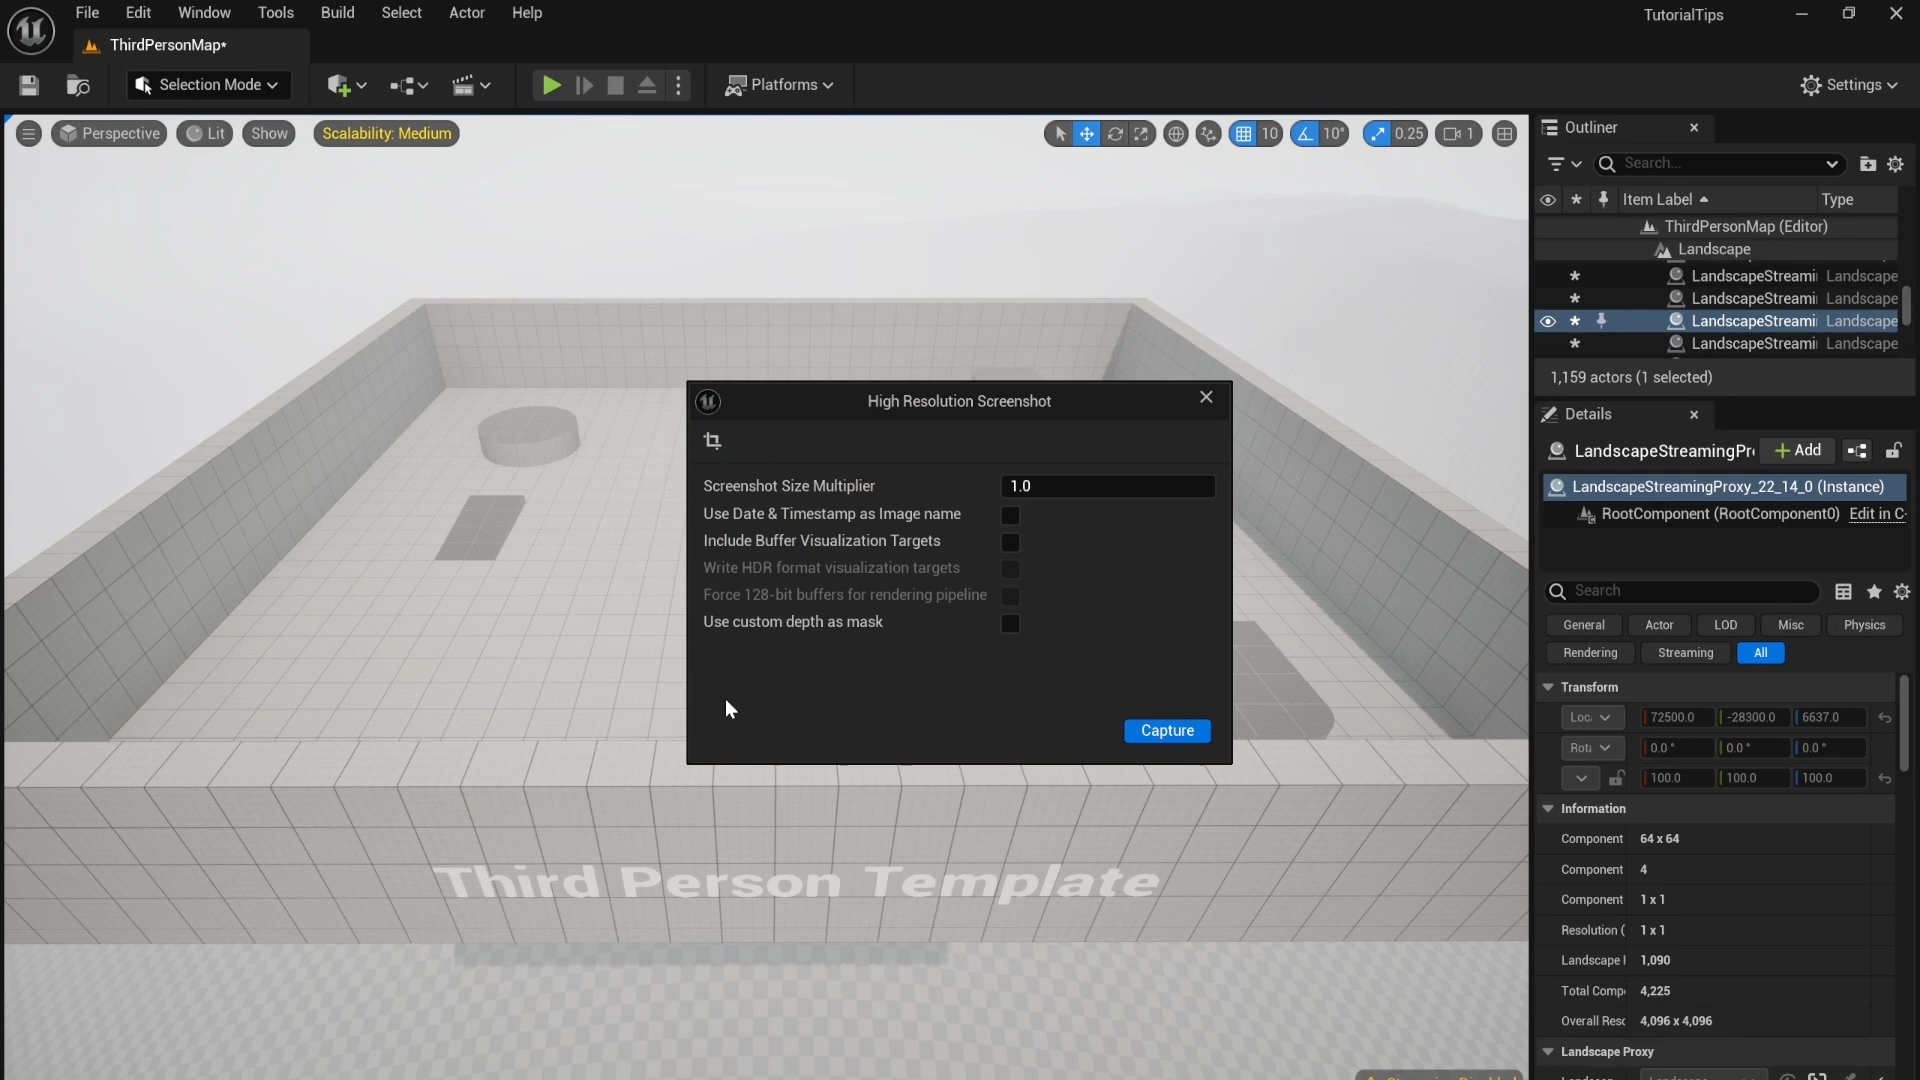 File Edit Window Tools Build Select Actor Help
TutorialTips
ThirdPersonMap*
Selection Mode
Platforms
Settings
Perspective Lit Show Scalability: Medium
10 10° 0.25 1
Outliner
Search...
Item Label Type
ThirdPersonMap (Editor)
Landscape
LandscapeStreami Landscape
LandscapeStreami Landscape
LandscapeStreami Landscape
LandscapeStreami Landscape
1,159 actors (1 selected)
Details
LandscapeStreamingPr Add
LandscapeStreamingProxy_22_14_0 (Instance)
RootComponent (RootComponent0) Edit in C
Search
General Actor LOD Misc Physics
Rendering Streaming All
Transform
Loc 72500.0 -28300.0 6637.0
Rota 0.0 ° 0.0 ° 0.0 °
100.0 100.0 100.0
Information
Component 64 x 64
Component 4
Component 1 x 1
Resolution ( 1 x 1
Landscape 1,090
Total Comp 4,225
Overall Resc 4,096 x 4,096
Landscape Proxy
High Resolution Screenshot
Screenshot Size Multiplier 1.0
Use Date & Timestamp as Image name
Include Buffer Visualization Targets
Write HDR format visualization targets
Force 128-bit buffers for rendering pipeline
Use custom depth as mask
Capture
Third Person Template